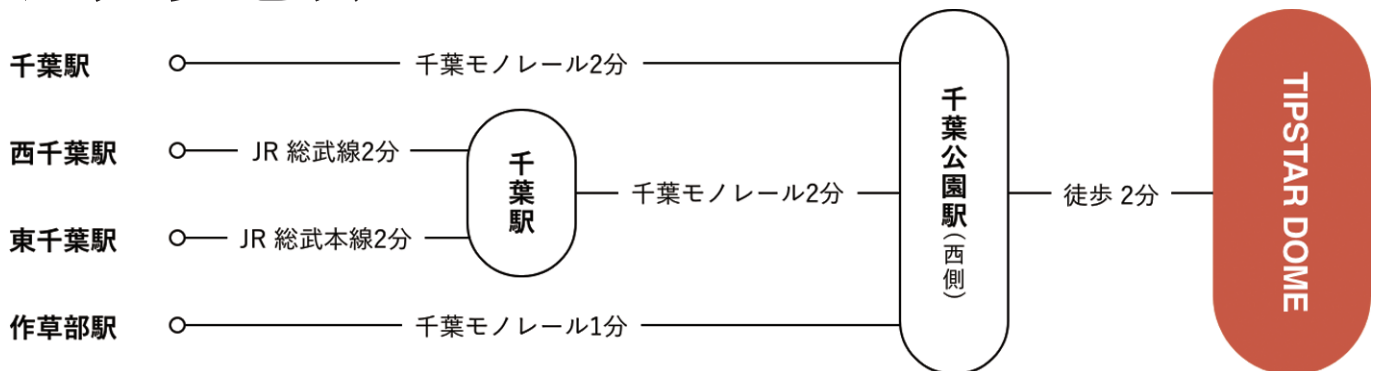 千葉駅
千葉モノレール2分
西千葉駅
JR 総武線2分
東千葉駅
JR 総武本線2分
千葉駅
千葉モノレール2分
作草部駅
千葉モノレール1分
千葉公園駅(西側)
徒歩 2分
TIPSTAR DOME